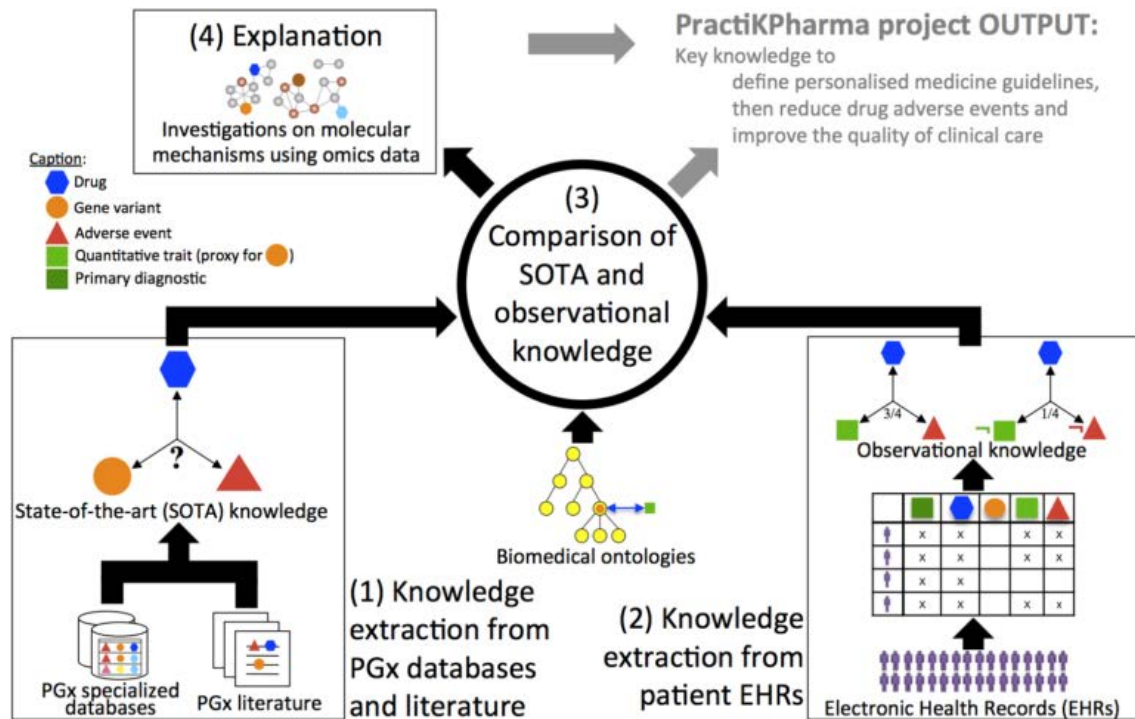 (4) Explanation
Investigations on molecular
mechanisms using omics data
PractiKPharma project OUTPUT:
Key knowledge to
define personalised medicine guidelines,
then reduce drug adverse events and
improve the quality of clinical care
Caption:
Drug
Gene variant
Adverse event
Quantitative trait (proxy for )
Primary diagnostic
(3)
Comparison of
SOTA and
observational
knowledge
?
State-of-the-art (SOTA) knowledge
PGx specialized
databases
PGx literature
(1) Knowledge
extraction from
PGx databases
and literature
Biomedical ontologies
(2) Knowledge
extraction from
patient EHRs
3/4
1/4
¬ ¬
Observational knowledge
x x x x
x x x x
x x
x x x x
Electronic Health Records (EHRs)